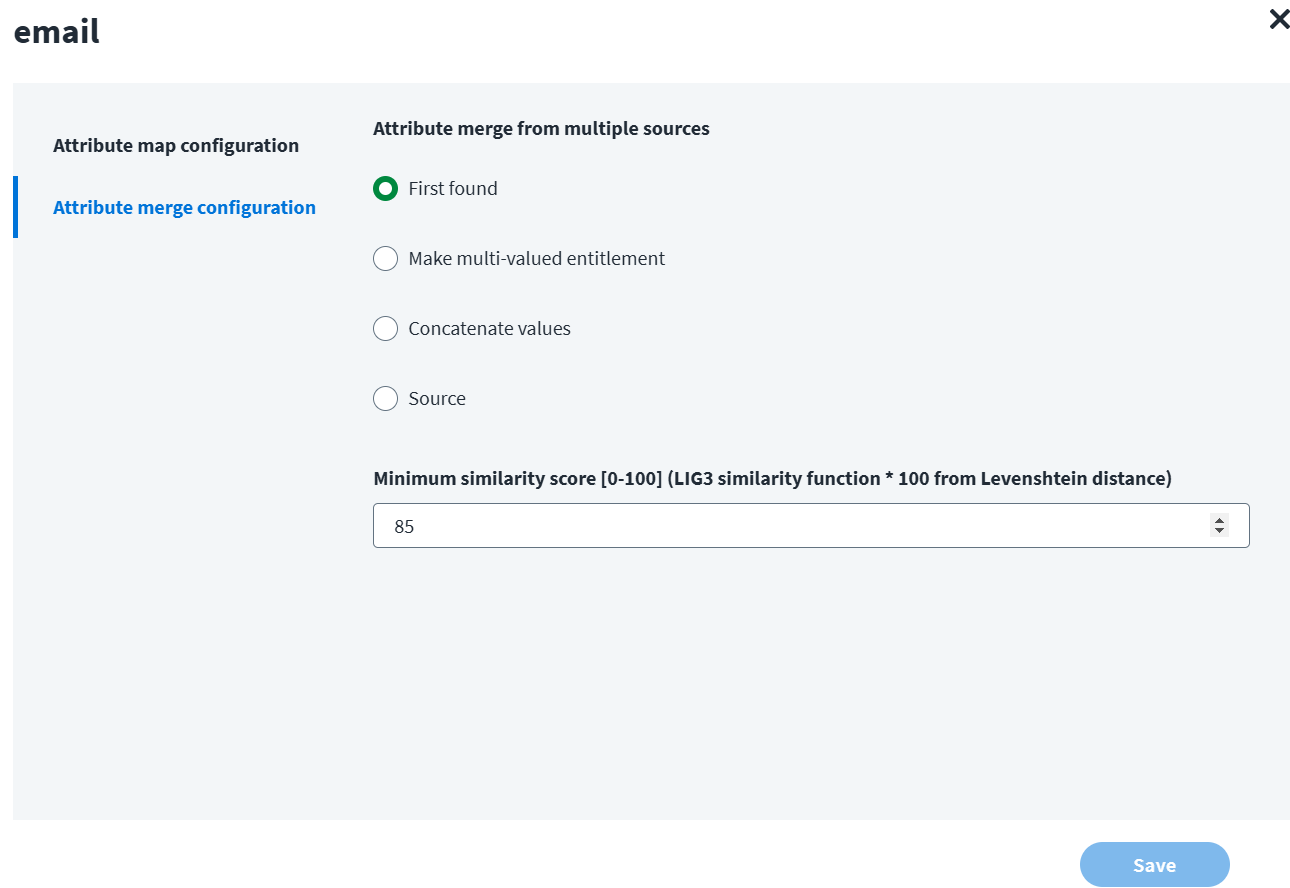 email
Attribute map configuration
Attribute merge configuration
Attribute merge from multiple sources
First found
Make multi-valued entitlement
Concatenate values
Source
Minimum similarity score [0-100] (LIG3 similarity function * 100 from Levenshtein distance)
85
Save